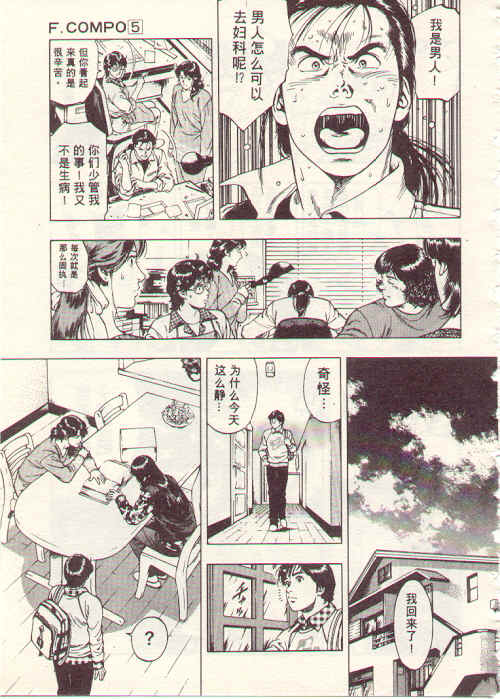 F.COMPO 5
我是男人！
男人怎么可以
去妇科呢!?
但你看起
来真的是
很辛苦。
你们少管我
的事！我又
不是生病！
每次就是
那么固执…
我回来了！
奇怪…
为什么今天
这么静…
？